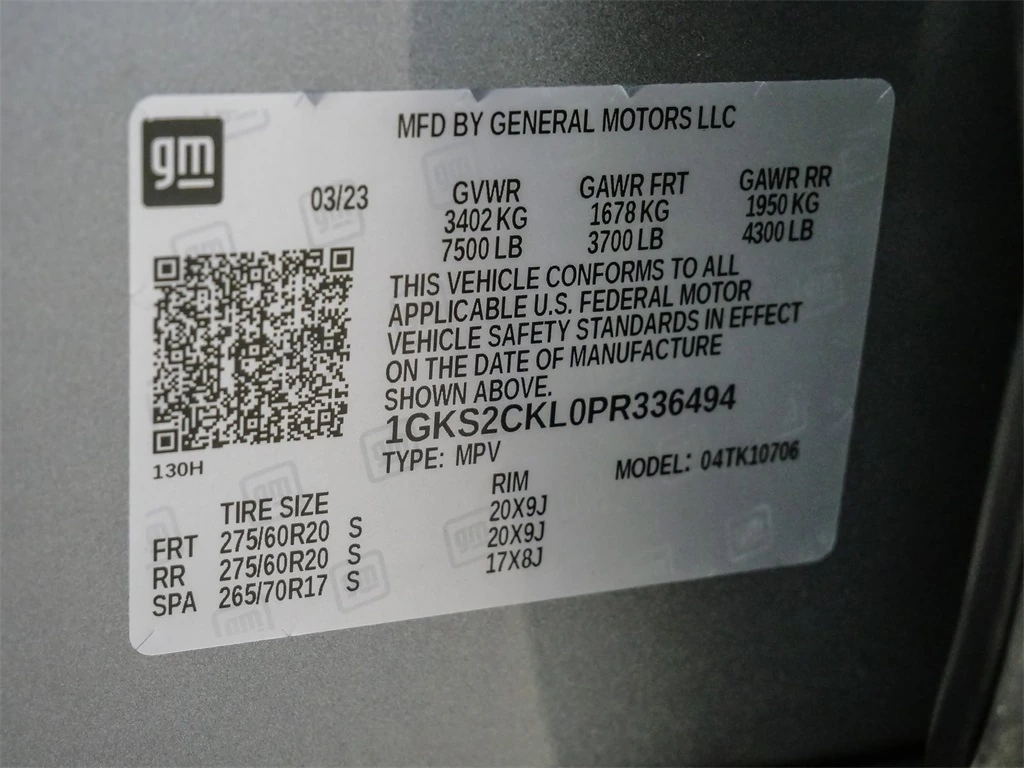 gm
MFD BY GENERAL MOTORS LLC
03/23
GVWR GAWR FRT GAWR RR
3402 KG 1678 KG 1950 KG
7500 LB 3700 LB 4300 LB
THIS VEHICLE CONFORMS TO ALL
APPLICABLE U.S. FEDERAL MOTOR
VEHICLE SAFETY STANDARDS IN EFFECT
ON THE DATE OF MANUFACTURE
SHOWN ABOVE.
1GKS2CKL0PR336494
130H
TYPE: MPV MODEL: 04TK10706
TIRE SIZE RIM
FRT 275/60R20 S 20X9J
RR 275/60R20 S 20X9J
SPA 265/70R17 S 17X8J